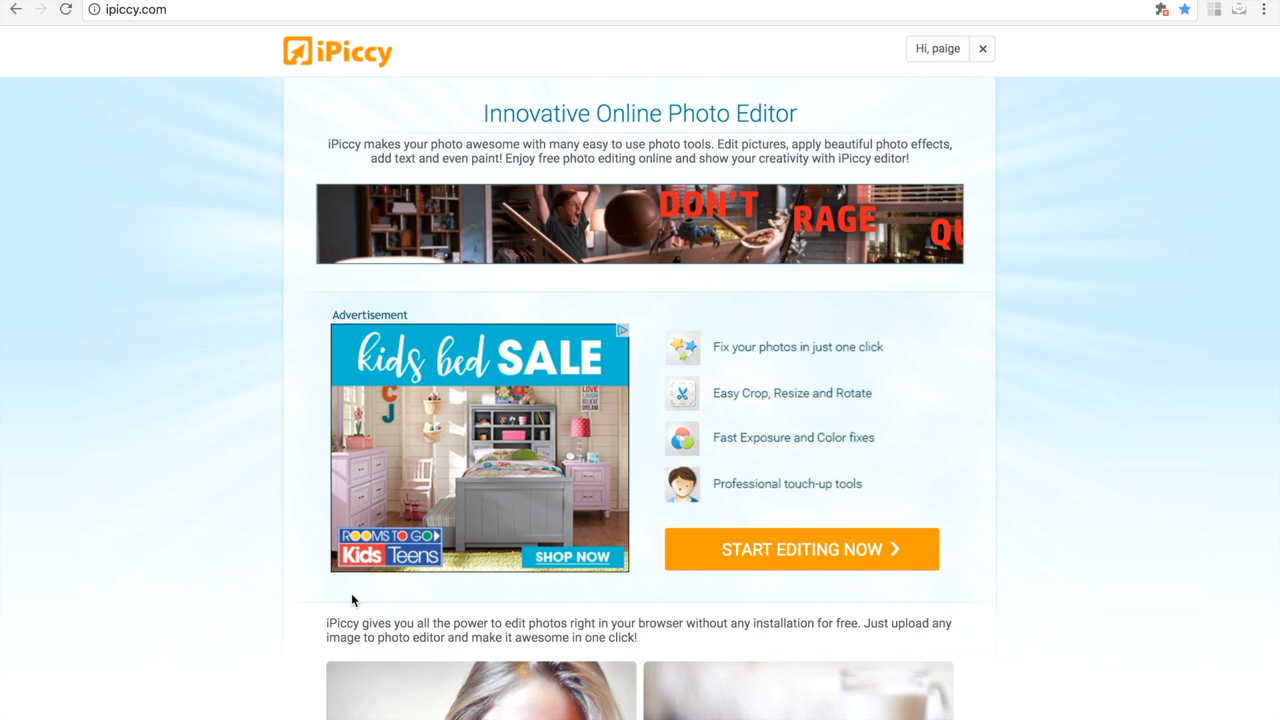 ipiccy.com
iPiccy
Hi, paige
Innovative Online Photo Editor
iPiccy makes your photo awesome with many easy to use photo tools. Edit pictures, apply beautiful photo effects,
add text and even paint! Enjoy free photo editing online and show your creativity with iPiccy editor!
DON'T
RAGE
QU
Advertisement
kids bed SALE
C
J
LOVE
BELIEVE
DREAM
ROOMS TO GO
Kids Teens
SHOP NOW
Fix your photos in just one click
Easy Crop, Resize and Rotate
Fast Exposure and Color fixes
Professional touch-up tools
START EDITING NOW
iPiccy gives you all the power to edit photos right in your browser without any installation for free. Just upload any
image to photo editor and make it awesome in one click!